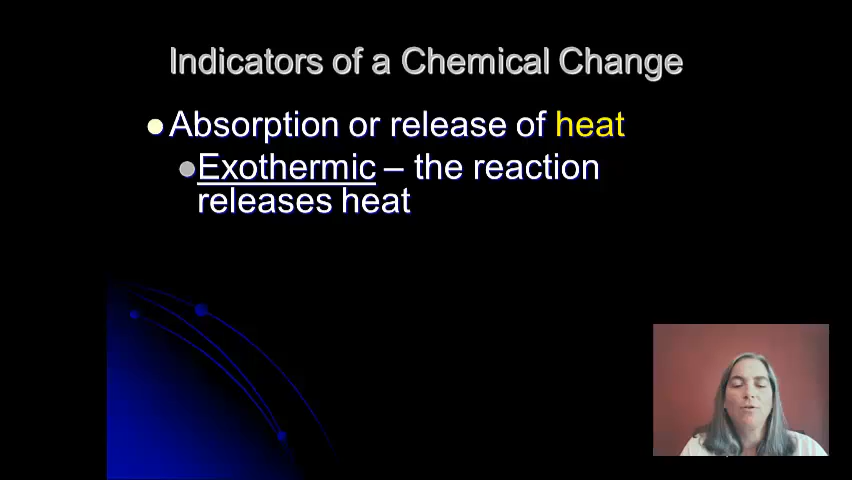 Indicators of a Chemical Change
Absorption or release of heat
Exothermic – the reaction
releases heat